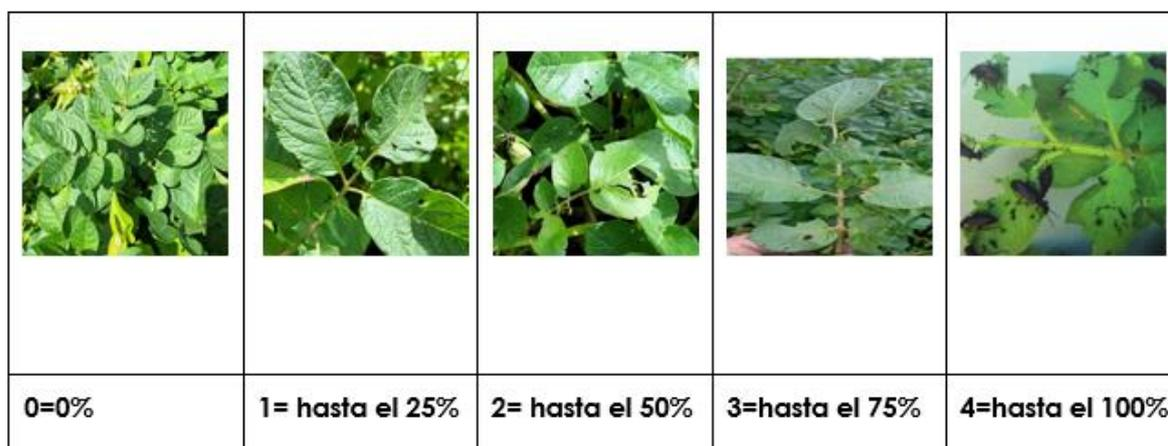 0=0%
1= hasta el 25%
2= hasta el 50%
3=hasta el 75%
4=hasta el 100%